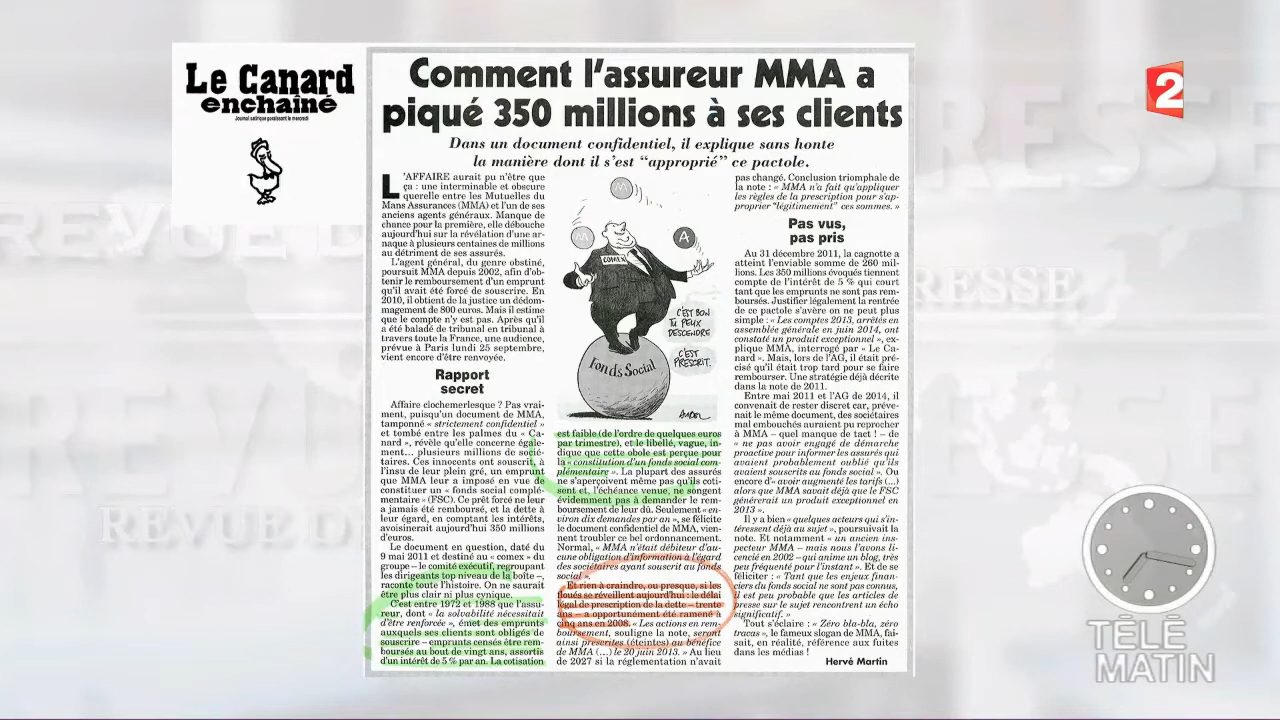 Le Canard
enchaîné
Journal satirique paraissant le mercredi
Comment l'assureur MMA a
piqué 350 millions à ses clients
Dans un document confidentiel, il explique sans honte
la manière dont il s'est “approprié” ce pactole.
L'AFFAIRE aurait pu n'être que
ça : une interminable et obscure
querelle entre les Mutuelles du
Mans Assurances (MMA) et l'un de ses
anciens agents généraux. Manque de
chance pour la première, elle débouche
aujourd'hui sur la révélation d'une ar-
naque à plusieurs centaines de millions
au détriment de ses assurés.
L'agent général, du genre obstiné,
poursuit MMA depuis 2002, afin d'ob-
tenir le remboursement d'un emprunt
qu'il avait été forcé de souscrire. En
2010, il obtient de la justice un dédom-
magement de 800 euros. Mais il estime
que le compte n'y est pas. Après qu'il
a été baladé de tribunal en tribunal à
travers toute la France, une audience,
prévue à Paris lundi 25 septembre,
vient encore d'être renvoyée.
Rapport
secret
Affaire clochemerlesque ? Pas vrai-
ment, puisqu'un document de MMA,
tamponné « strictement confidentiel »
et tombé entre les palmes du « Ca-
nard », révèle qu'elle concerne égale-
ment… plusieurs millions de socié-
taires. Ces innocents ont souscrit, à
l'insu de leur plein gré, un emprunt
que MMA leur a imposé en vue de
constituer un « fonds social complé-
mentaire » (FSC). Ce prêt forcé ne leur
a jamais été remboursé, et la dette à
leur égard, en comptant les intérêts,
avoisinerait aujourd'hui 350 millions
d'euros.
Le document en question, daté du
9 mai 2011 et destiné au « comex » du
groupe – le comité exécutif, regroupant
les dirigeants top niveau de la boîte –,
raconte toute l'histoire. On ne saurait
être plus clair ni plus cynique.
C'est entre 1972 et 1988 que l'assu-
reur, dont « la solvabilité nécessitait
d'être renforcée », émet des emprunts
auxquels ses clients sont obligés de
souscrire – emprunts censés être rem-
boursés au bout de vingt ans, assortis
d'un intérêt de 5 % par an. La cotisation
M
M
A
COMEX
C'EST BON
TU PEUX
DESCENDRE
C'EST
PRESCRIT.
Fonds Social
est faible (de l'ordre de quelques euros
par trimestre), et le libellé, vague, in-
dique que cette obole est perçue pour
la « constitution d'un fonds social com-
plémentaire ». La plupart des assurés
ne s'aperçoivent même pas qu'ils coti-
sent et, l'échéance venue, ne songent
évidemment pas à demander le rem-
boursement de leur dû. Seulement « en-
viron dix demandes par an », se félicite
le document confidentiel de MMA, vien-
nent troubler ce bel ordonnancement.
Normal, « MMA n'était débiteur d'au-
cune obligation d'information à l'égard
des sociétaires ayant souscrit au fonds
social ».
Et rien à craindre, ou presque, si les
floués se réveillent aujourd'hui : le délai
légal de prescription de la dette – trente
ans – a opportunément été ramené à
cinq ans en 2008. « Les actions en rem-
boursement, souligne la note, seront
ainsi prescrites (éteintes) au bénéfice
de MMA (...) le 20 juin 2013. » Au lieu
de 2027 si la réglementation n'avait
pas changé. Conclusion triomphale de
la note : « MMA n'a fait qu'appliquer
les règles de la prescription pour s'ap-
proprier “légitimement” ces sommes. »
Pas vus,
pas pris
Au 31 décembre 2011, la cagnotte a
atteint l'enviable somme de 260 mil-
lions. Les 350 millions évoqués tiennent
compte de l'intérêt de 5 % qui court
tant que les emprunts ne sont pas rem-
boursés. Justifier légalement la rentrée
de ce pactole s'avère on ne peut plus
simple : « Les comptes 2013, arrêtés en
assemblée générale en juin 2014, ont
constaté un produit exceptionnel », ex-
plique MMA, interrogé par « Le Ca-
nard ». Mais, lors de l'AG, il était pré-
cisé qu'il était trop tard pour se faire
rembourser. Une stratégie déjà décrite
dans la note de 2011.
Entre mai 2011 et l'AG de 2014, il
convenait de rester discret car, préve-
nait le même document, des sociétaires
mal embouchés auraient pu reprocher
à MMA – quel manque de tact ! – de
« ne pas avoir engagé de démarche
proactive pour informer les assurés qui
avaient probablement oublié qu'ils
avaient souscrit au fonds social ». Ou
encore d'« avoir augmenté les tarifs (...)
alors que MMA savait déjà que le FSC
générerait un produit exceptionnel en
2013 ».
Il y a bien « quelques acteurs qui s'in-
téressent déjà au sujet », poursuivait la
note. Et notamment « un ancien ins-
pecteur MMA – mais nous l'avons li-
cencié en 2002 – qui anime un blog, très
peu fréquenté pour l'instant ». Et de se
féliciter : « Tant que les enjeux finan-
ciers du fonds social ne sont pas connus,
il est peu probable que les articles de
presse sur le sujet rencontrent un écho
significatif. »
Tout s'éclaire : « Zéro bla-bla, zéro
tracas », le fameux slogan de MMA, fai-
sait, en réalité, référence aux fuites
dans les médias !
Hervé Martin
2
TÉLÉ
MATIN